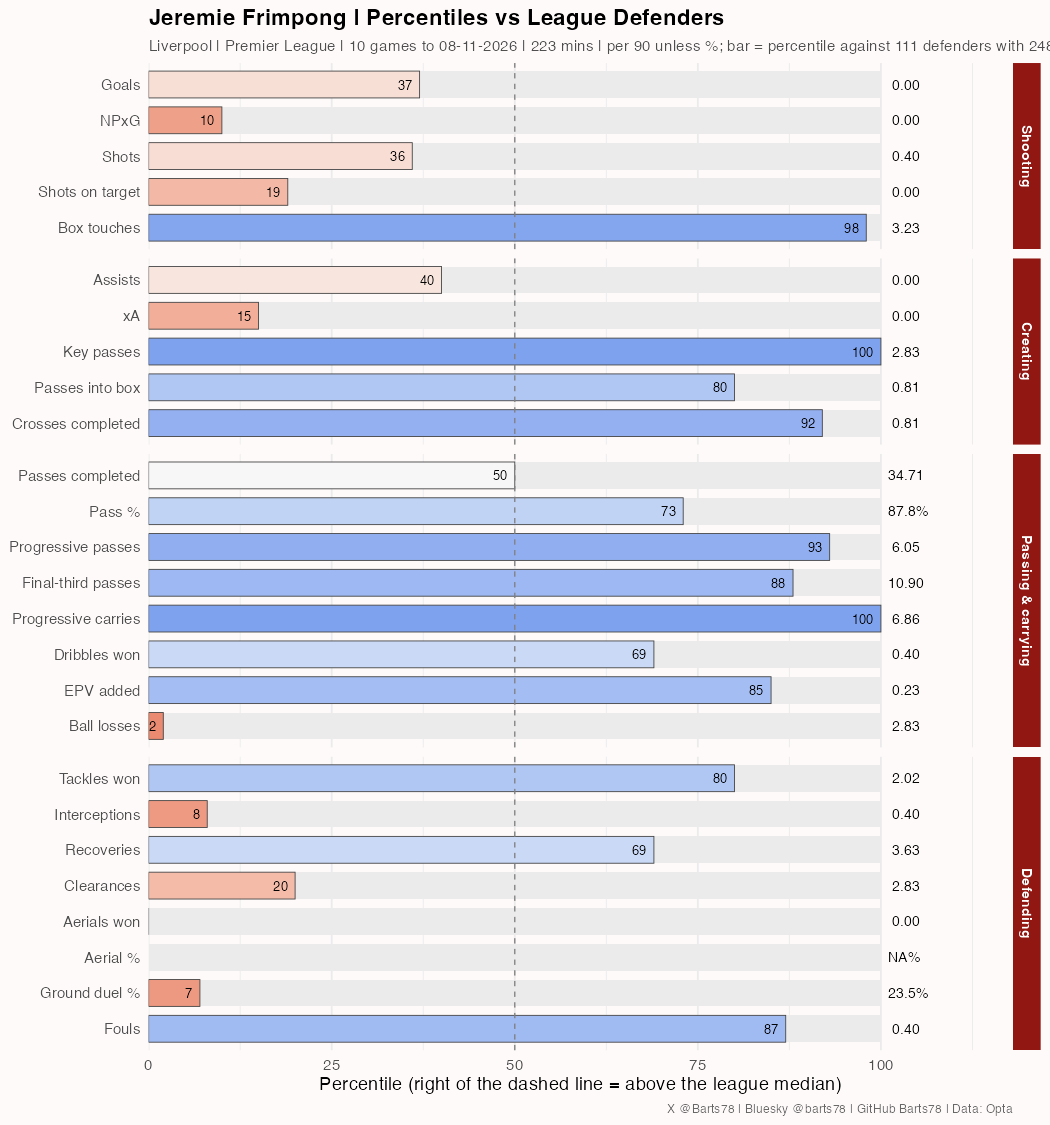 Jeremie Frimpong | Percentiles vs League Defenders
Liverpool | Premier League | 10 games to 08-11-2026 | 223 mins | per 90 unless %; bar = percentile against 111 defenders with 248
Goals 37 0.00
NPxG 10 0.00
Shots 36 0.40
Shots on target 19 0.00
Box touches 98 3.23
Shooting
Assists 40 0.00
xA 15 0.00
Key passes 100 2.83
Passes into box 80 0.81
Crosses completed 92 0.81
Creating
Passes completed 50 34.71
Pass % 73 87.8%
Progressive passes 93 6.05
Final-third passes 88 10.90
Progressive carries 100 6.86
Dribbles won 69 0.40
EPV added 85 0.23
Ball losses 2 2.83
Passing & carrying
Tackles won 80 2.02
Interceptions 8 0.40
Recoveries 69 3.63
Clearances 20 2.83
Aerials won 0.00
Aerial % NA%
Ground duel % 7 23.5%
Fouls 87 0.40
Defending
0 25 50 75 100
Percentile (right of the dashed line = above the league median)
X @Barts78 | Bluesky @barts78 | GitHub Barts78 | Data: Opta